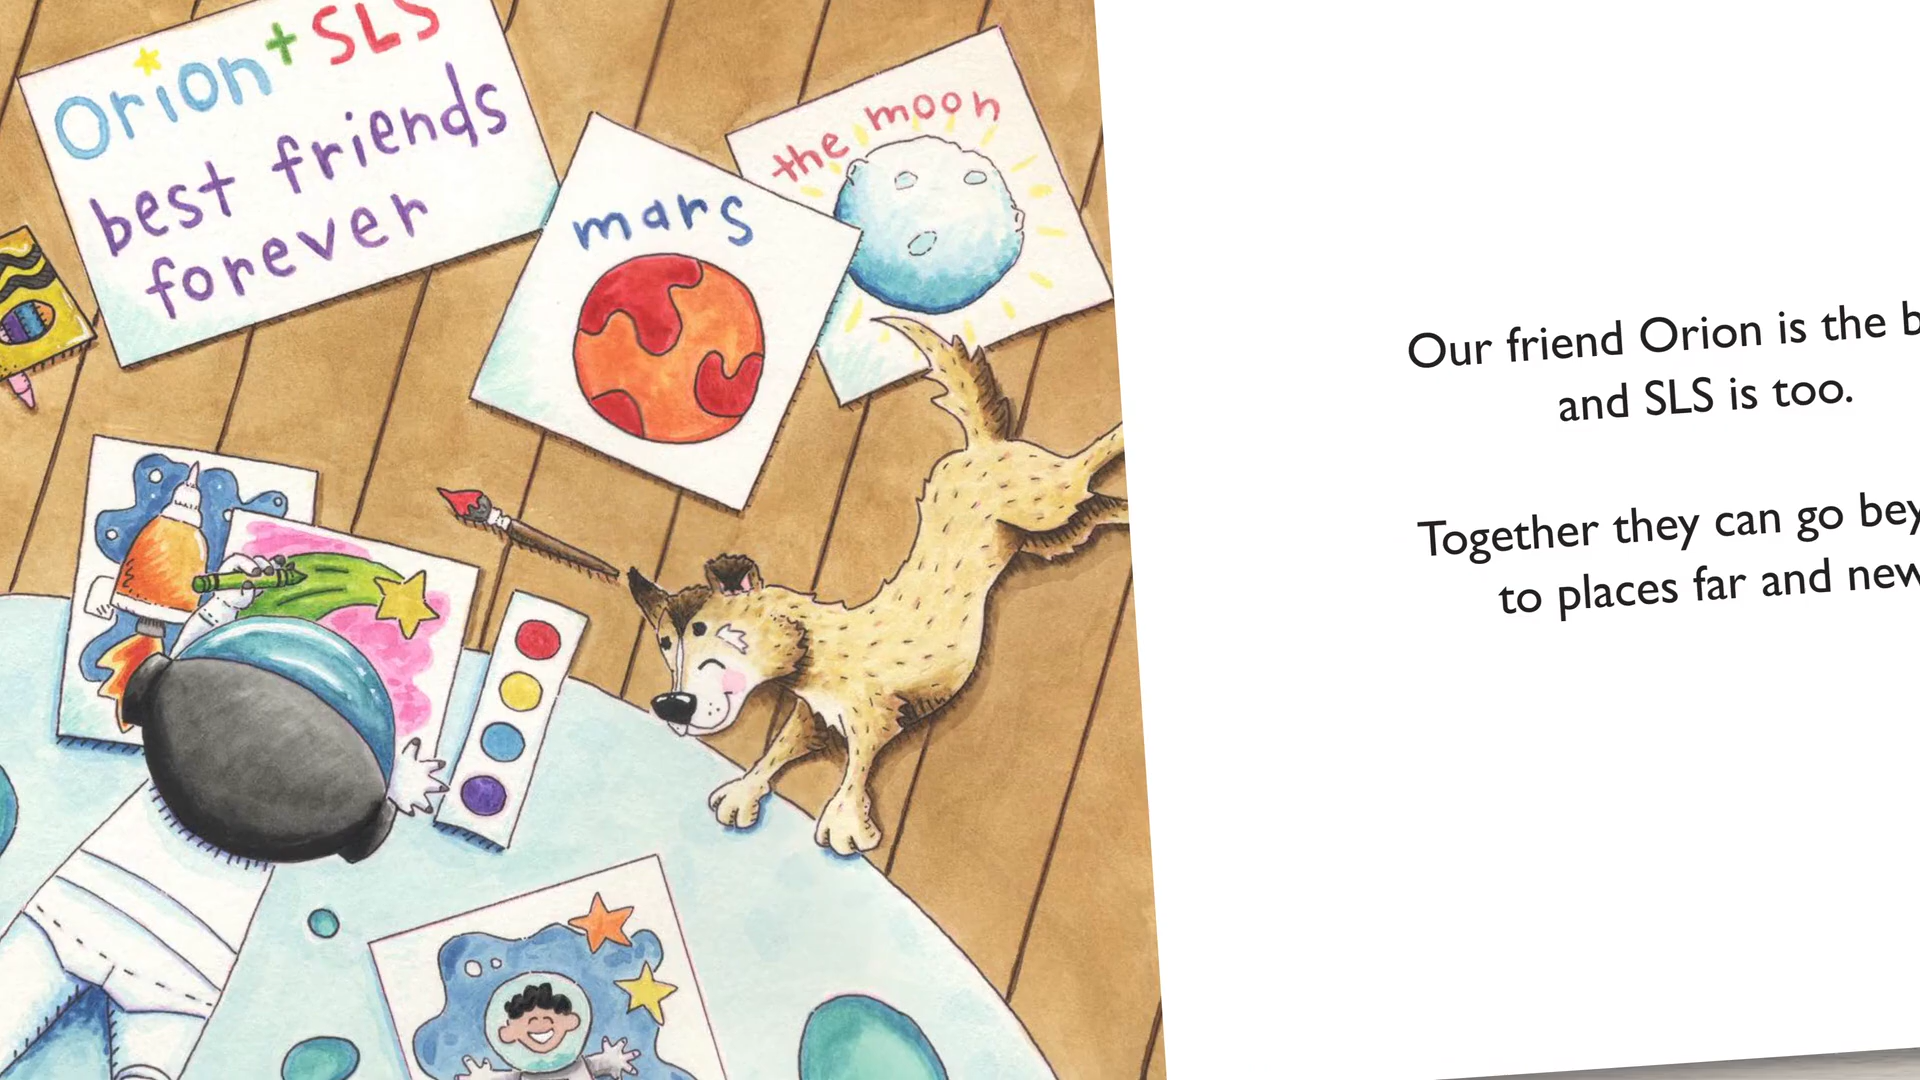 Orion + SLS
best friends
forever
mars
the moon
Our friend Orion is the
and SLS is too.
Together they can go
to places far and new